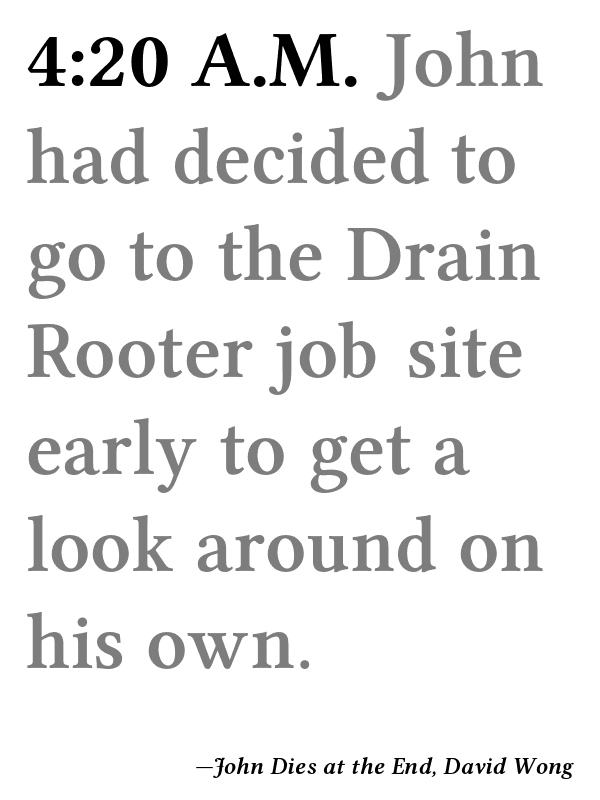 4:20 A.M. John
had decided to
go to the Drain
Rooter job site
early to get a
look around on
his own.
—John Dies at the End, David Wong